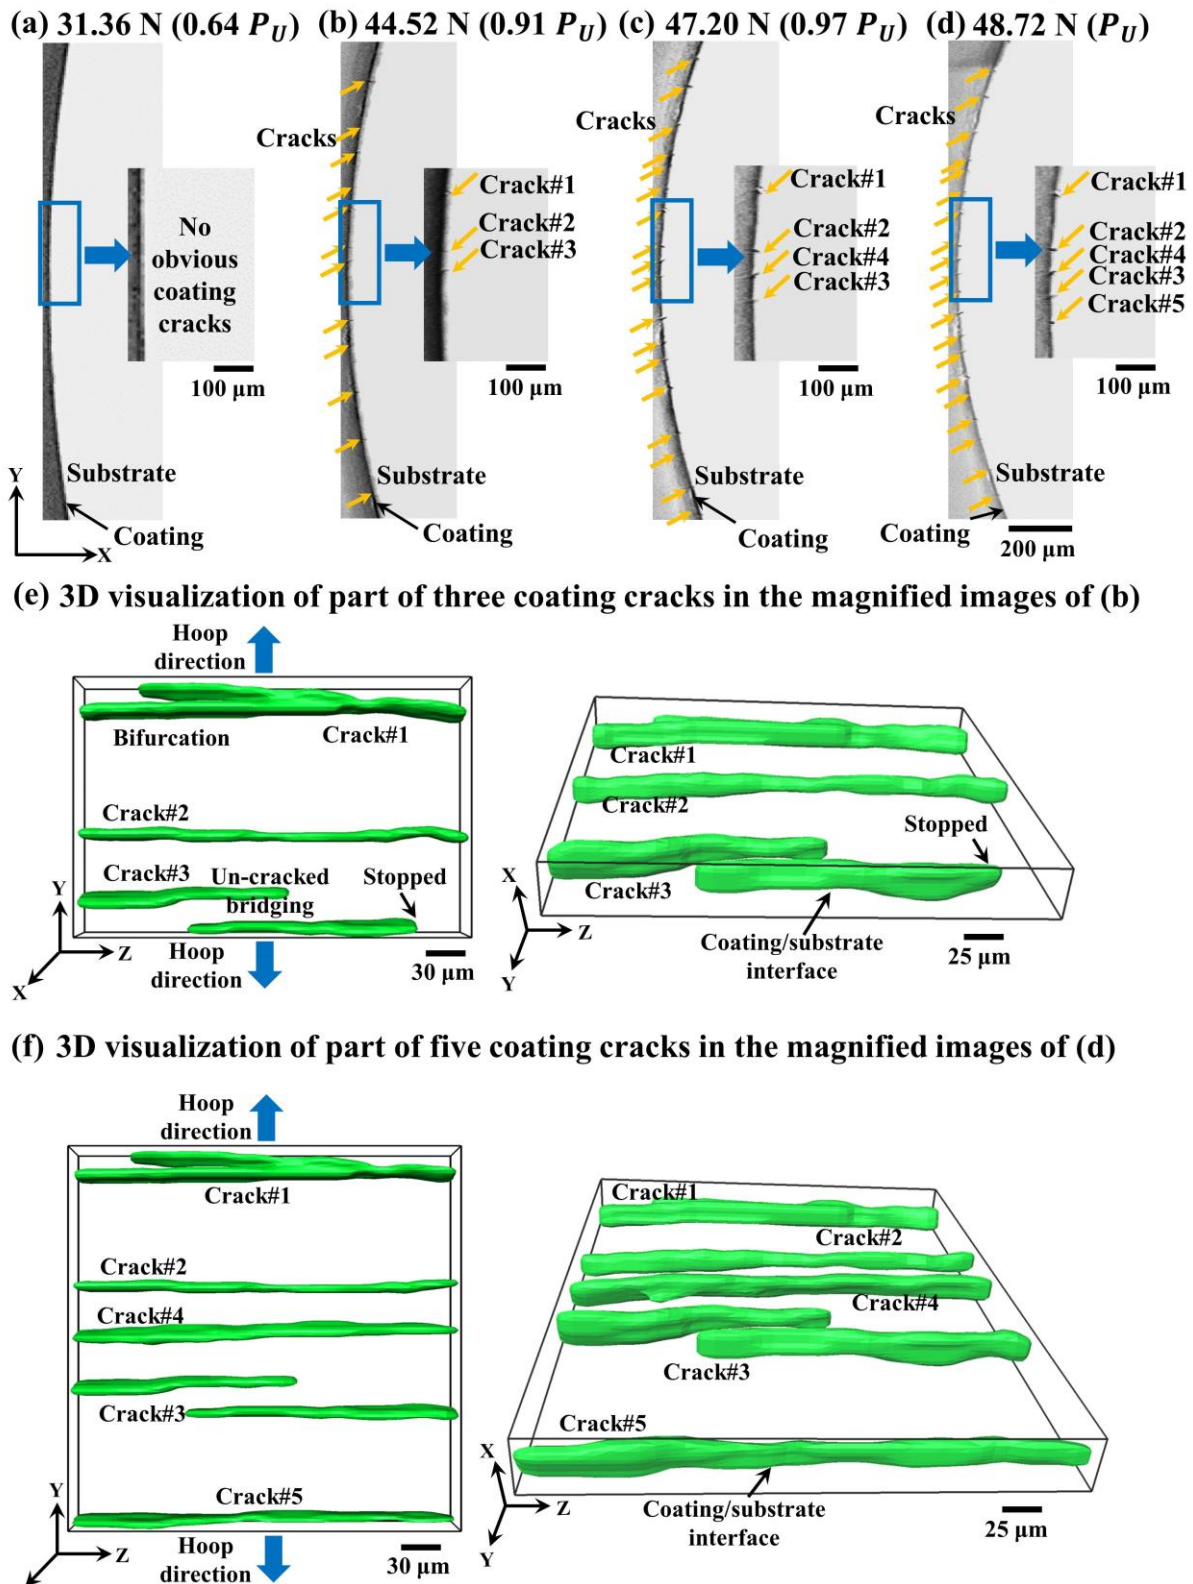 (a) 31.36 N (0.64 P_U)
(b) 44.52 N (0.91 P_U)
(c) 47.20 N (0.97 P_U)
(d) 48.72 N (P_U)
No
obvious
coating
cracks
100 μm
Substrate
Coating
Y
X
Cracks
Crack#1
Crack#2
Crack#3
100 μm
Substrate
Coating
Cracks
Crack#1
Crack#2
Crack#4
Crack#3
100 μm
Substrate
Coating
Cracks
Crack#1
Crack#2
Crack#4
Crack#3
Crack#5
100 μm
Substrate
Coating
200 μm
(e) 3D visualization of part of three coating cracks in the magnified images of (b)
Hoop
direction
Bifurcation
Crack#1
Crack#2
Crack#3
Un-cracked
bridging
Stopped
Y
Z
X
Hoop
direction
30 μm
Crack#1
Crack#2
Stopped
Crack#3
X
Z
Y
Coating/substrate
interface
25 μm
(f) 3D visualization of part of five coating cracks in the magnified images of (d)
Hoop
direction
Crack#1
Crack#2
Crack#4
Crack#3
Crack#5
Y
Z
Hoop
direction
30 μm
Crack#1
Crack#2
Crack#4
Crack#3
Crack#5
X
Z
Y
Coating/substrate
interface
25 μm